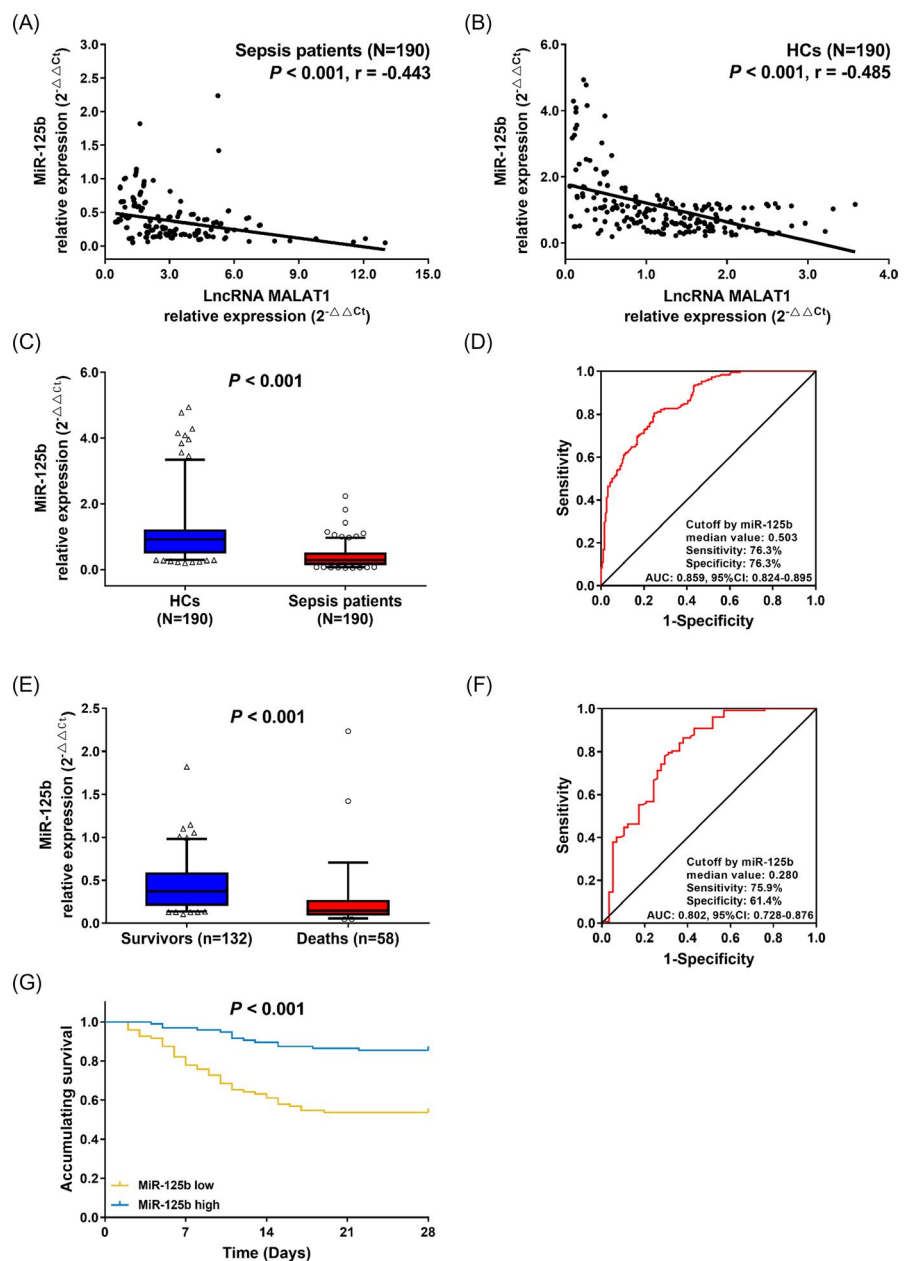 (A)
Sepsis patients (N=190)
P < 0.001, r = -0.443
MiR-125b
relative expression (2^-△△Ct)
3.0
2.5
2.0
1.5
1.0
0.5
0.0
0.0 3.0 6.0 9.0 12.0 15.0
LncRNA MALAT1
relative expression (2^-△△Ct)
(B)
HCs (N=190)
P < 0.001, r = -0.485
MiR-125b
relative expression (2^-△△Ct)
6.0
4.0
2.0
0.0
0.0 1.0 2.0 3.0 4.0
LncRNA MALAT1
relative expression (2^-△△Ct)
(C)
P < 0.001
MiR-125b
relative expression (2^-△△Ct)
6.0
4.0
2.0
0.0
HCs Sepsis patients
(N=190) (N=190)
(D)
Sensitivity
1.0
0.8
0.6
0.4
0.2
0.0
Cutoff by miR-125b
median value: 0.503
Sensitivity: 76.3%
Specificity: 76.3%
AUC: 0.859, 95%CI: 0.824-0.895
0.0 0.2 0.4 0.6 0.8 1.0
1-Specificity
(E)
P < 0.001
MiR-125b
relative expression (2^-△△Ct)
2.5
2.0
1.5
1.0
0.5
0.0
Survivors (n=132) Deaths (n=58)
(F)
Sensitivity
1.0
0.8
0.6
0.4
0.2
0.0
Cutoff by miR-125b
median value: 0.280
Sensitivity: 75.9%
Specificity: 61.4%
AUC: 0.802, 95%CI: 0.728-0.876
0.0 0.2 0.4 0.6 0.8 1.0
1-Specificity
(G)
P < 0.001
Accumulating survival
1.0
0.8
0.6
0.4
0.2
0.0
MiR-125b low
MiR-125b high
0 7 14 21 28
Time (Days)